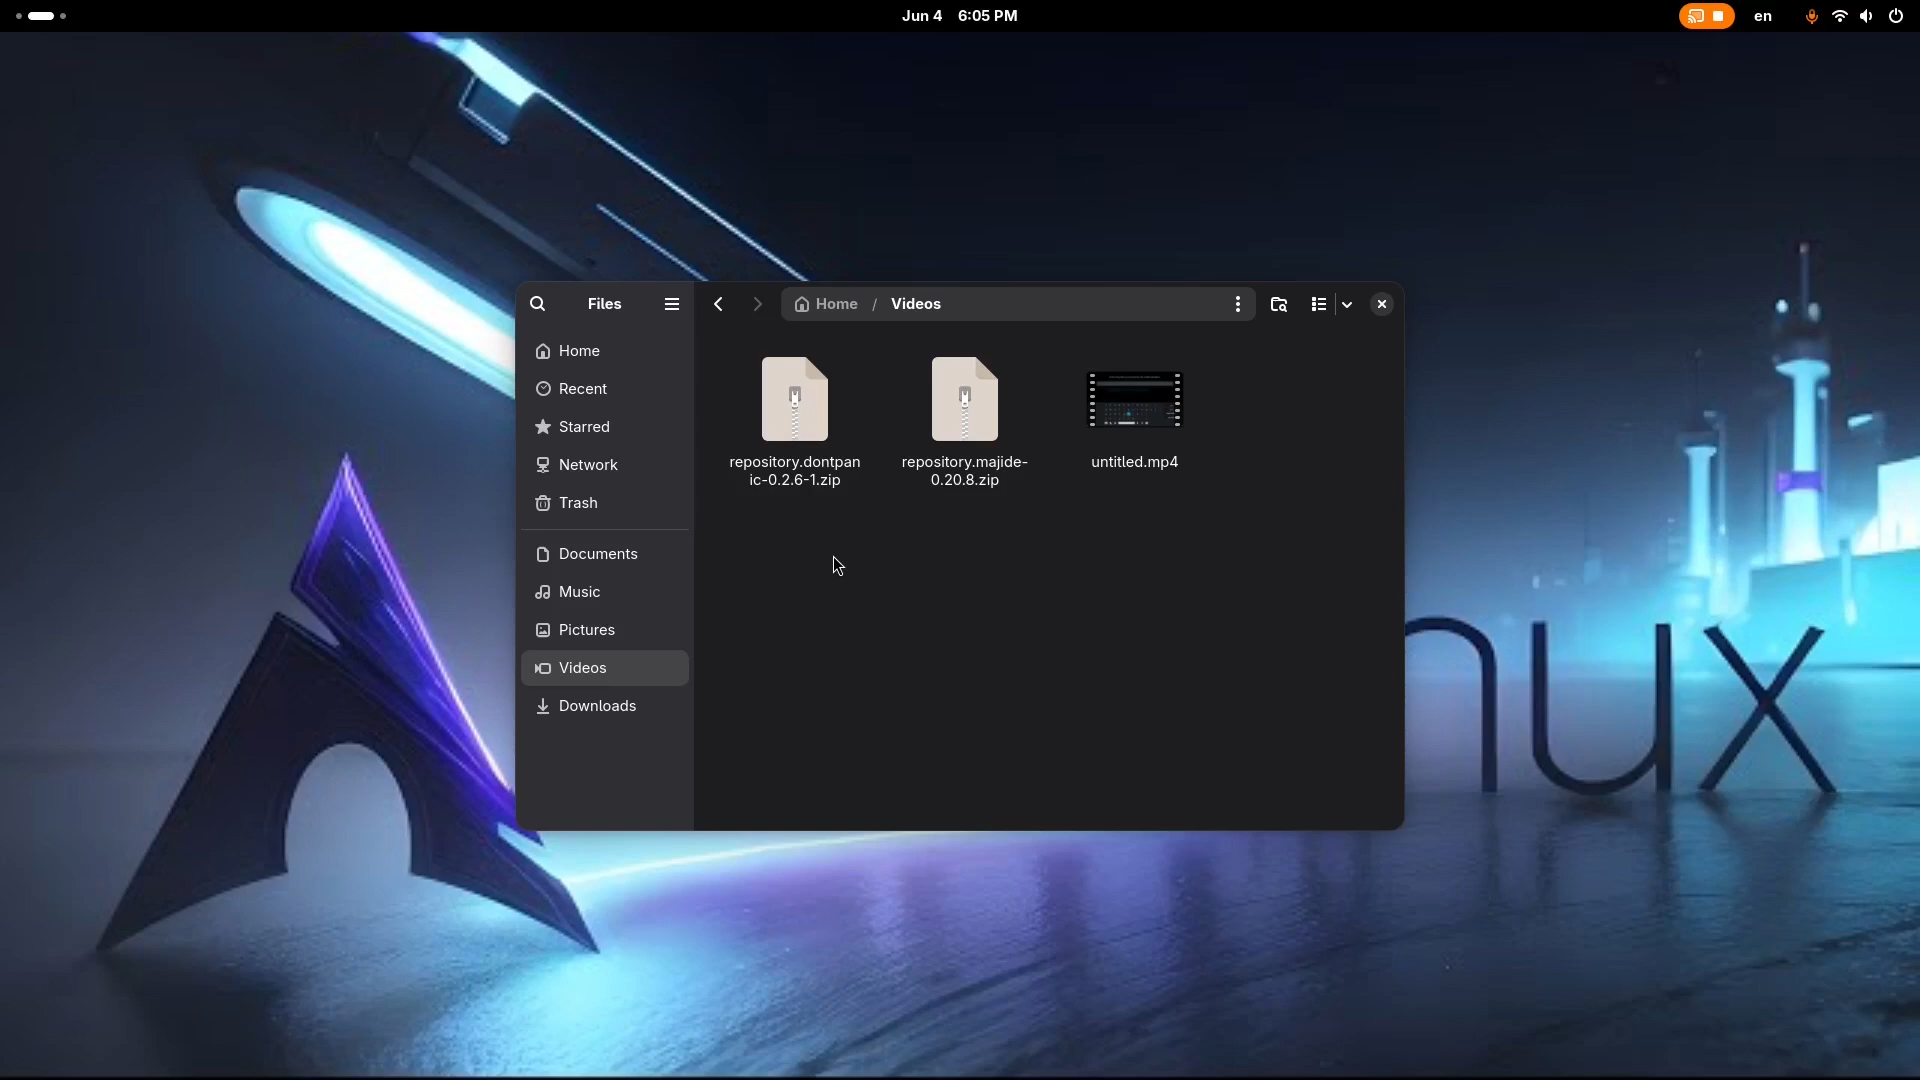 Jun 4 6:05 PM
en
Files
Home / Videos
Home
Recent
Starred
Network
Trash
Documents
Music
Pictures
Videos
Downloads
repository.dontpan
ic-0.2.6-1.zip
repository.majide-
0.20.8.zip
untitled.mp4
nux